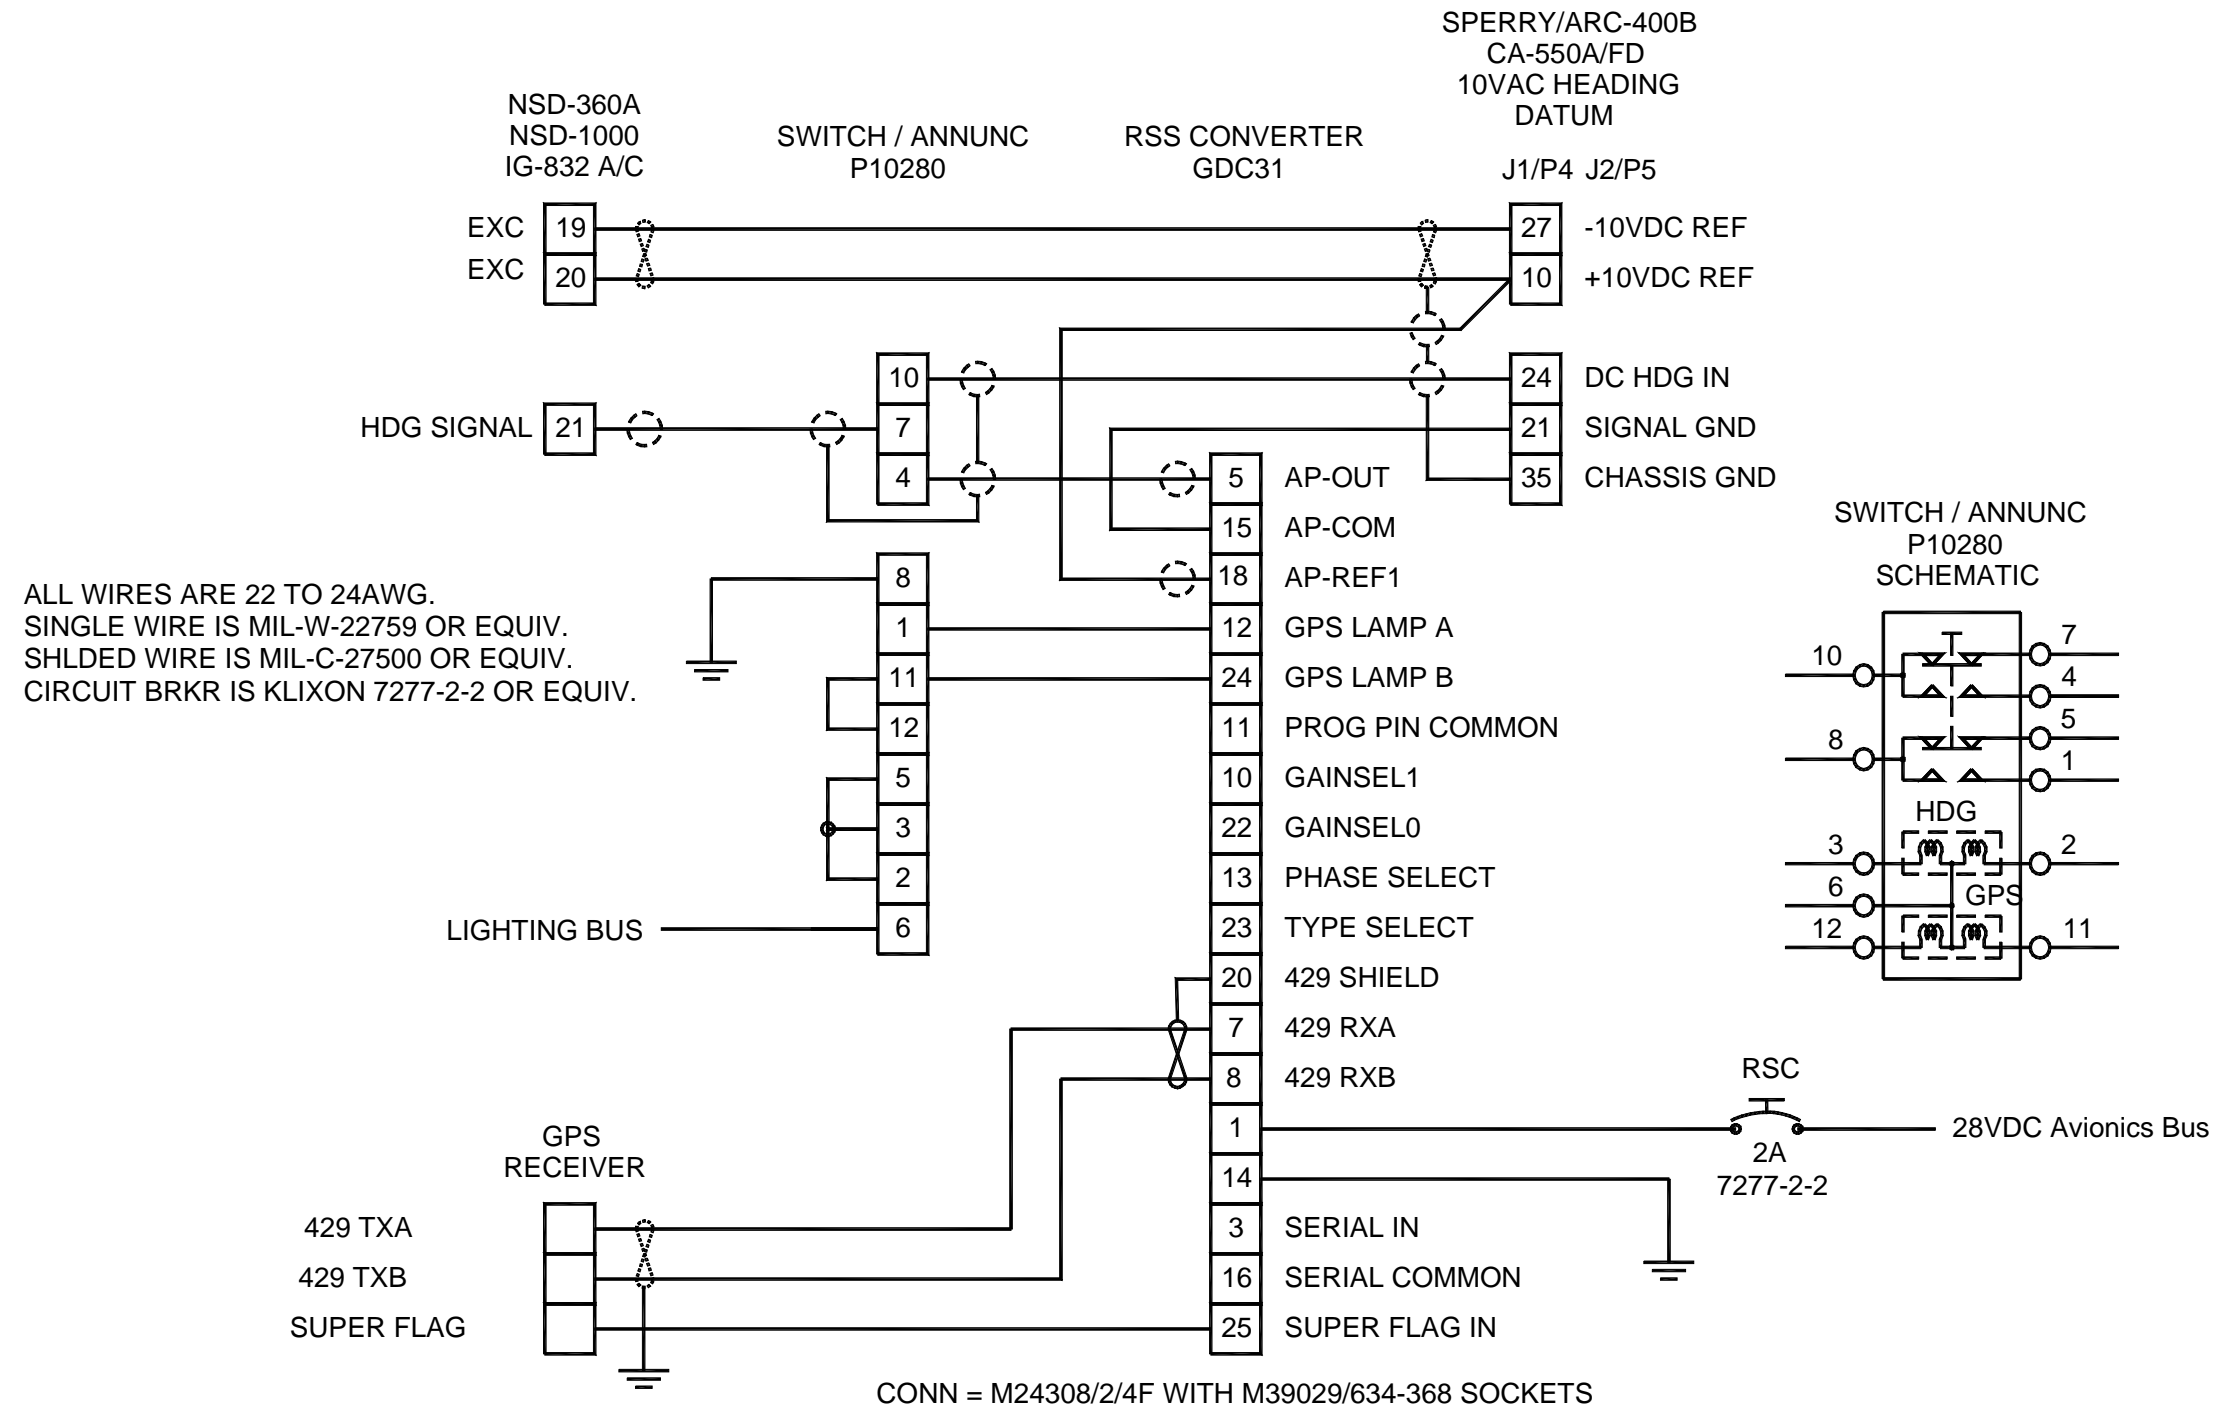 SPERRY/ARC-400B
CA-550A/FD
10VAC HEADING
DATUM
J1/P4 J2/P5
NSD-360A
NSD-1000
IG-832 A/C
SWITCH / ANNUNC
P10280
RSS CONVERTER
GDC31
EXC 19
EXC 20
27 -10VDC REF
10 +10VDC REF
HDG SIGNAL 21
10
7
4
24 DC HDG IN
21 SIGNAL GND
35 CHASSIS GND
8
1
11
12
5
3
2
LIGHTING BUS 6
5 AP-OUT
15 AP-COM
18 AP-REF1
12 GPS LAMP A
24 GPS LAMP B
11 PROG PIN COMMON
10 GAINSEL1
22 GAINSEL0
13 PHASE SELECT
23 TYPE SELECT
20 429 SHIELD
7 429 RXA
8 429 RXB
1
14
3 SERIAL IN
16 SERIAL COMMON
25 SUPER FLAG IN
ALL WIRES ARE 22 TO 24AWG.
SINGLE WIRE IS MIL-W-22759 OR EQUIV.
SHLDED WIRE IS MIL-C-27500 OR EQUIV.
CIRCUIT BRKR IS KLIXON 7277-2-2 OR EQUIV.
SWITCH / ANNUNC
P10280
SCHEMATIC
10 7
4
8 5
1
HDG
3 2
6 GPS
12 11
RSC
2A
7277-2-2
28VDC Avionics Bus
GPS
RECEIVER
429 TXA
429 TXB
SUPER FLAG
CONN = M24308/2/4F WITH M39029/634-368 SOCKETS